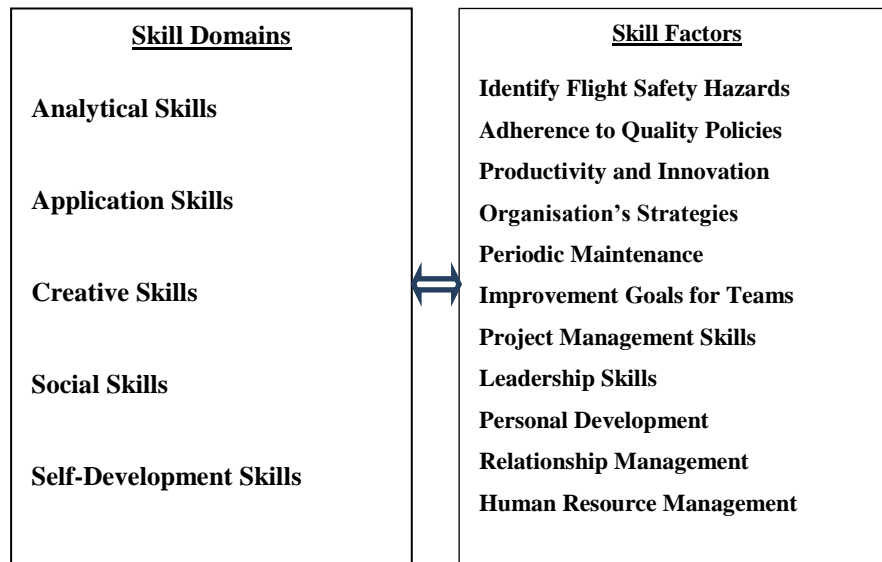 Skill Domains
Analytical Skills
Application Skills
Creative Skills
Social Skills
Self-Development Skills
Skill Factors
Identify Flight Safety Hazards
Adherence to Quality Policies
Productivity and Innovation
Organisation’s Strategies
Periodic Maintenance
Improvement Goals for Teams
Project Management Skills
Leadership Skills
Personal Development
Relationship Management
Human Resource Management